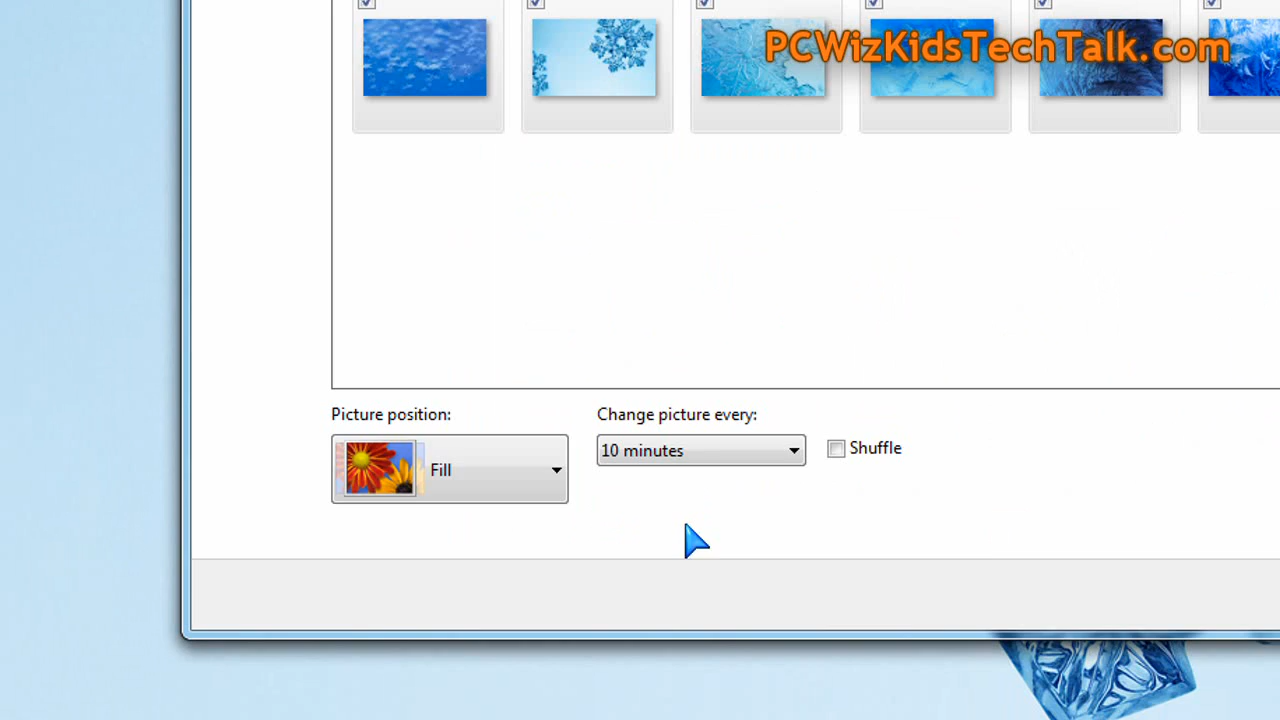 PCWizKidsTechTalk.com
Picture position:
Change picture every:
Fill
10 minutes
Shuffle